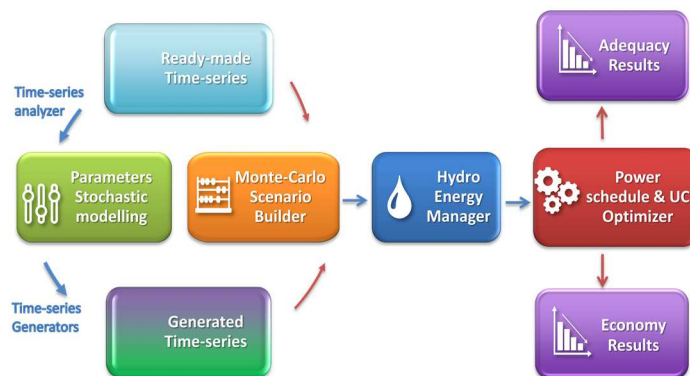 Ready-made
Time-series
Time-series
analyzer
Parameters
Stochastic
modelling
Monte-Carlo
Scenario
Builder
Hydro
Energy
Manager
Power
schedule & UC
Optimizer
Adequacy
Results
Time-series
Generators
Generated
Time-series
Economy
Results